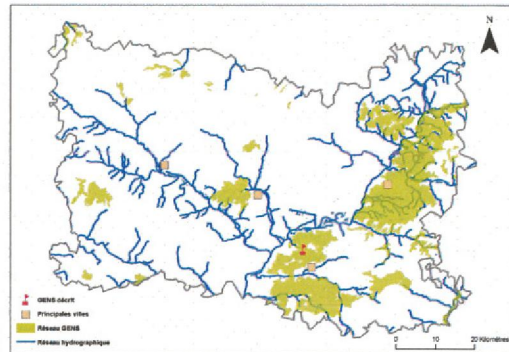 N
GENS décrit
Principales villes
Réseau GENS
Réseau hydrographique
0 10 20 Kilomètres